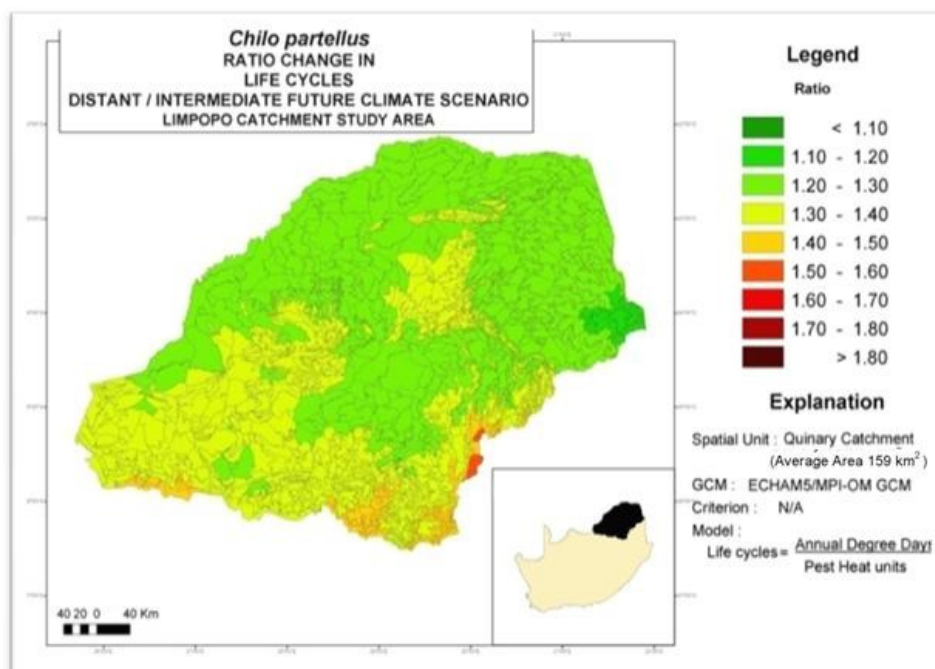 Chilo partellus
RATIO CHANGE IN
LIFE CYCLES
DISTANT / INTERMEDIATE FUTURE CLIMATE SCENARIO
LIMPOPO CATCHMENT STUDY AREA
Legend
Ratio
< 1.10
1.10 - 1.20
1.20 - 1.30
1.30 - 1.40
1.40 - 1.50
1.50 - 1.60
1.60 - 1.70
1.70 - 1.80
> 1.80
Explanation
Spatial Unit : Quinary Catchment
(Average Area 159 km²)
GCM : ECHAM5/MPI-OM GCM
Criterion : N/A
Model :
Life cycles = Annual Degree Days
Pest Heat units
40 20 0 40 Km